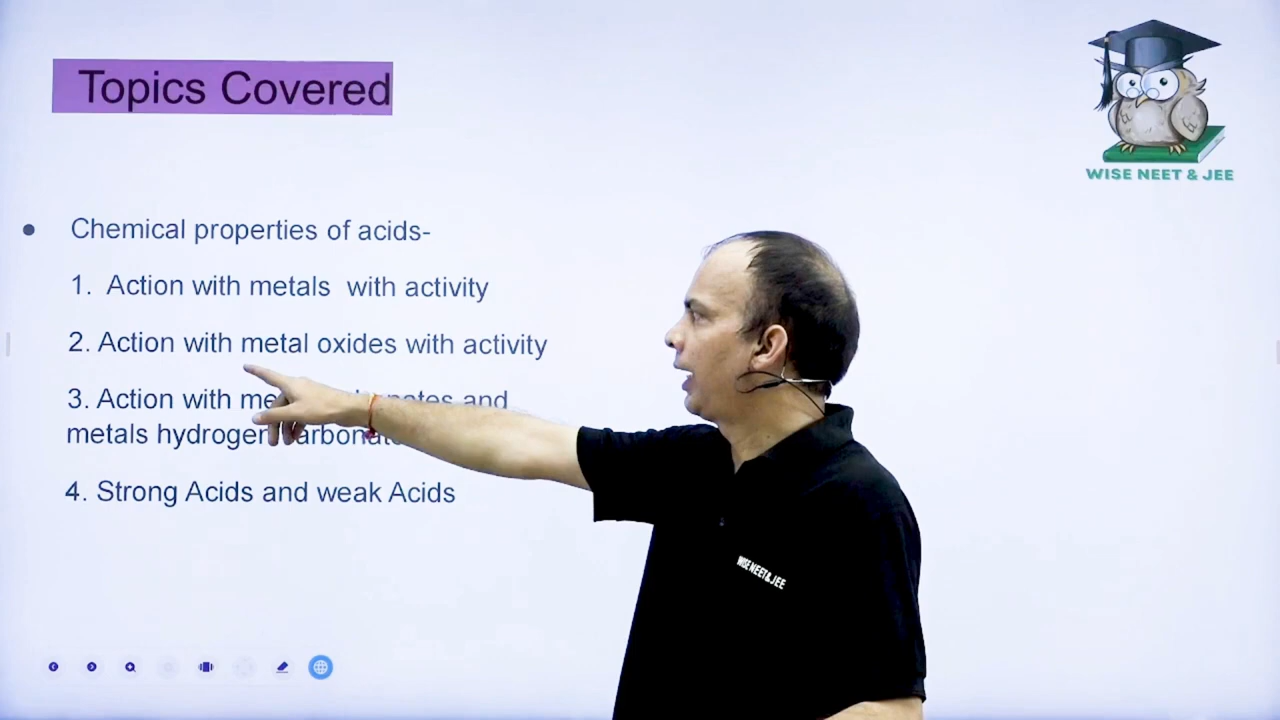 Topics Covered
WISE NEET & JEE
Chemical properties of acids-
1. Action with metals with activity
2. Action with metal oxides with activity
3. Action with and
metals hydrogen
4. Strong Acids and weak Acids
WISE NEET & JEE